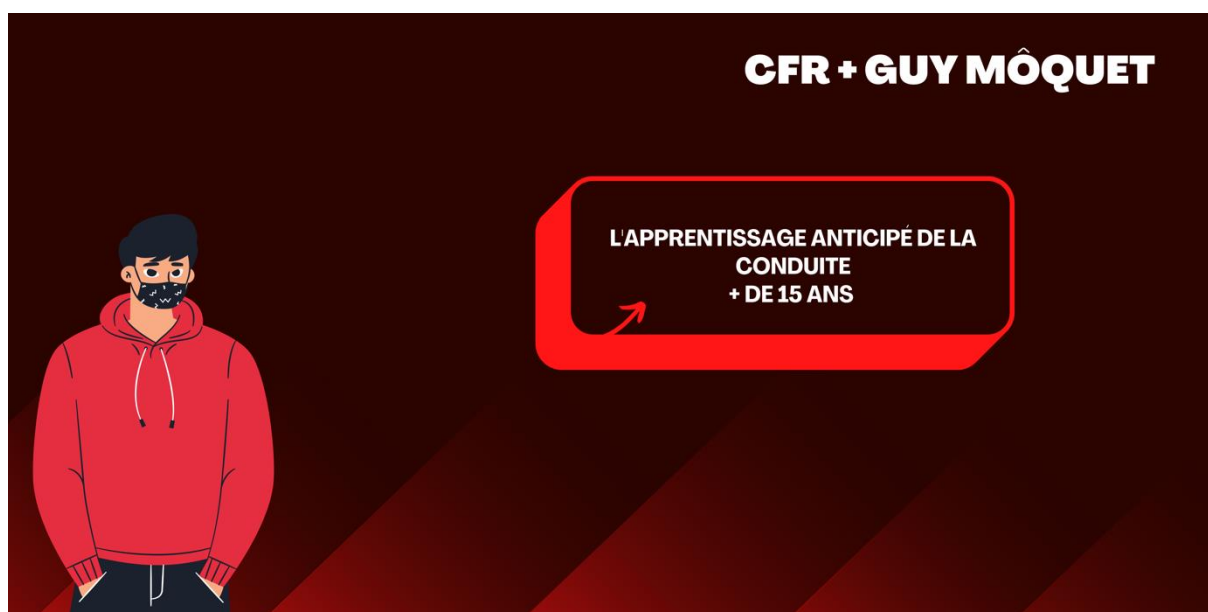 CFR + GUY MÔQUET
L'APPRENTISSAGE ANTICIPÉ DE LA
CONDUITE
+ DE 15 ANS